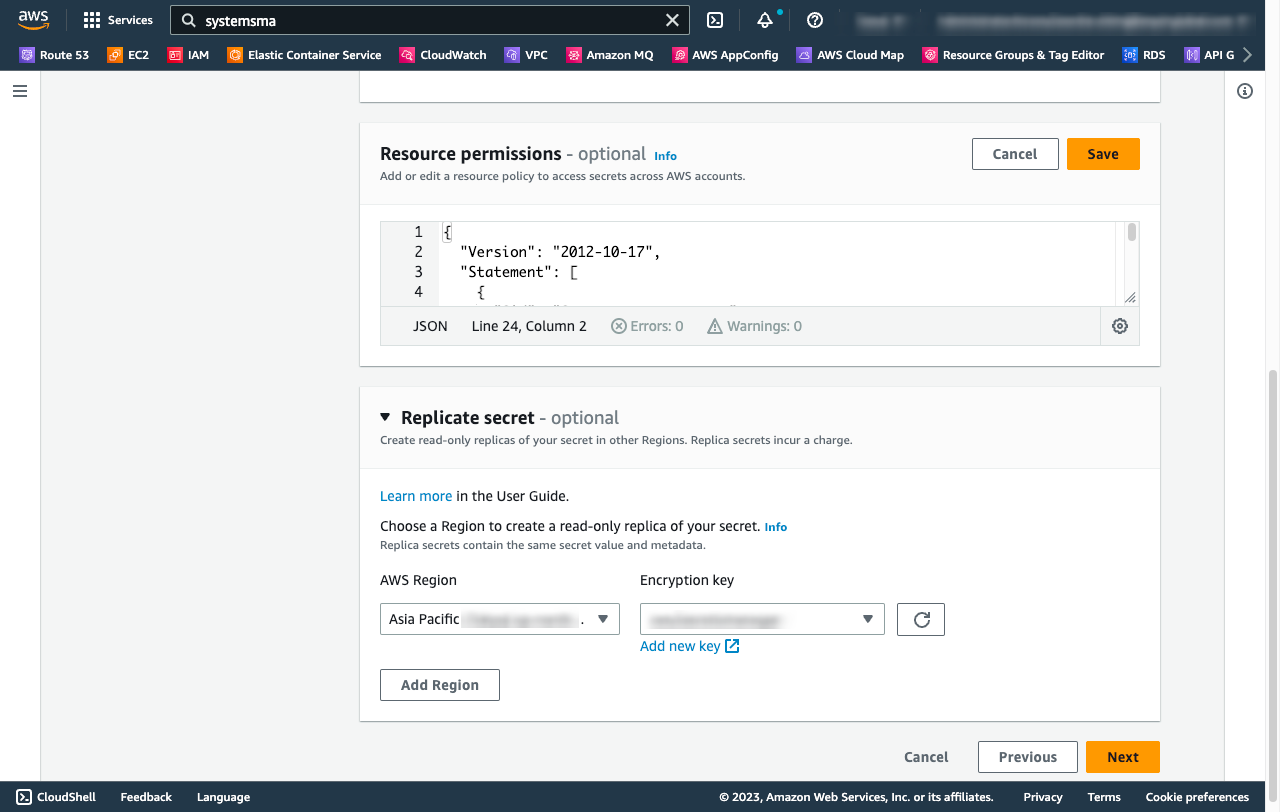 aws
Services
systemsma
Route 53
EC2
IAM
Elastic Container Service
CloudWatch
VPC
Amazon MQ
AWS AppConfig
AWS Cloud Map
Resource Groups & Tag Editor
RDS
API G
Resource permissions - optional Info
Cancel
Save
Add or edit a resource policy to access secrets across AWS accounts.
1 {
2 "Version": "2012-10-17",
3 "Statement": [
4 {
JSON Line 24, Column 2 Errors: 0 Warnings: 0
Replicate secret - optional
Create read-only replicas of your secret in other Regions. Replica secrets incur a charge.
Learn more in the User Guide.
Choose a Region to create a read-only replica of your secret. Info
Replica secrets contain the same secret value and metadata.
AWS Region
Encryption key
Asia Pacific
Add new key
Add Region
Cancel
Previous
Next
CloudShell
Feedback
Language
© 2023, Amazon Web Services, Inc. or its affiliates.
Privacy
Terms
Cookie preferences